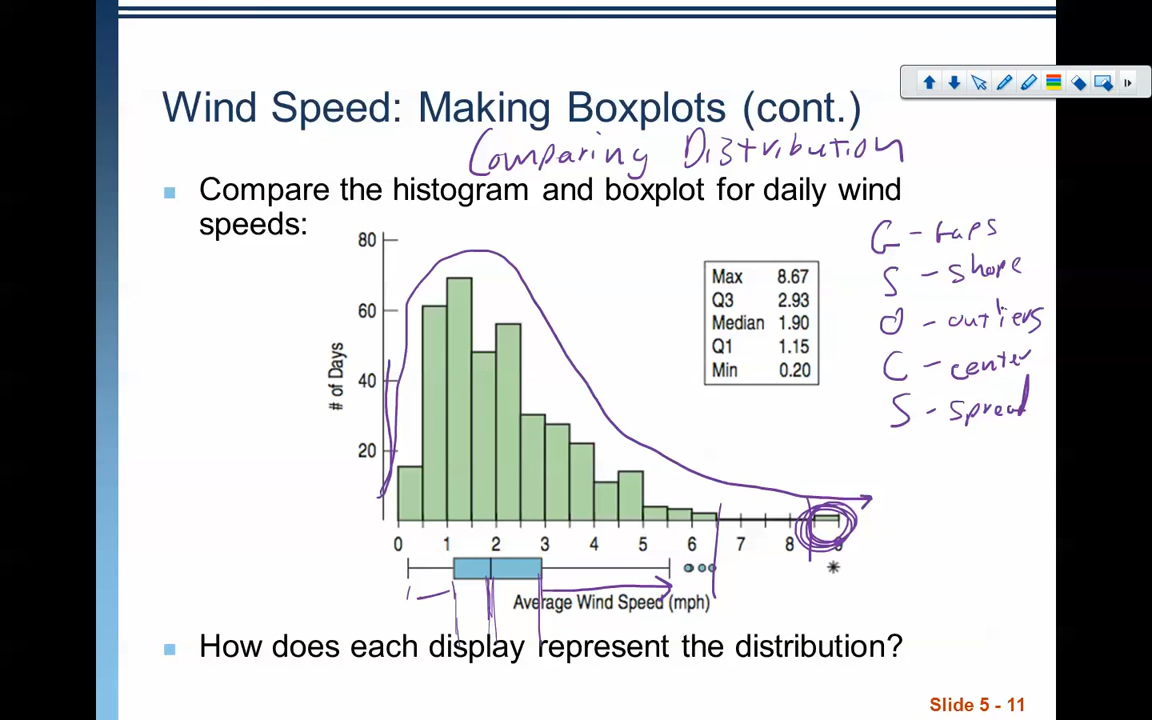 Wind Speed: Making Boxplots (cont.)
Comparing Distribution
Compare the histogram and boxplot for daily wind
speeds:
G - Gaps
S - shape
O - outliers
C - center
S - spread
80
60
40
20
# of Days
Max 8.67
Q3 2.93
Median 1.90
Q1 1.15
Min 0.20
0 1 2 3 4 5 6 7 8 9
Average Wind Speed (mph)
How does each display represent the distribution?
Slide 5 - 11